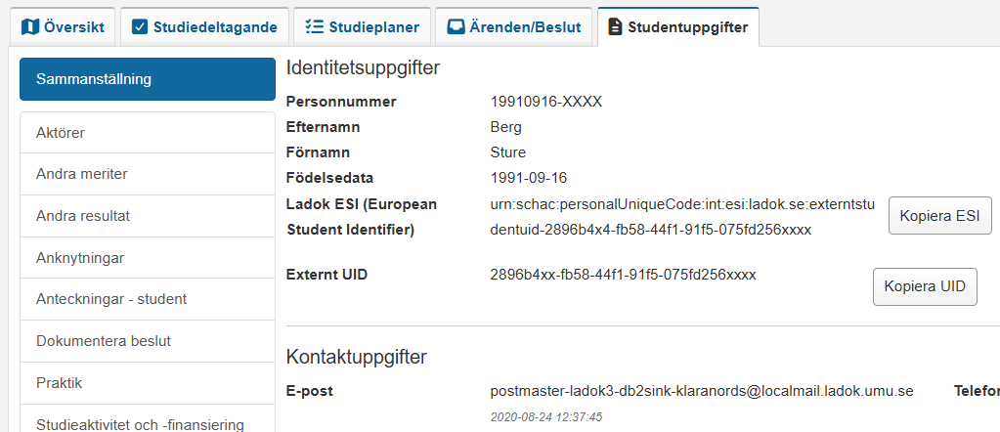 Översikt
Studiedeltagande
Studieplaner
Ärenden/Beslut
Studentuppgifter
Sammanställning
Aktörer
Andra meriter
Andra resultat
Anknytningar
Anteckningar - student
Dokumentera beslut
Praktik
Studieaktivitet och -finansiering
Identitetsuppgifter
Personnummer 19910916-XXXX
Efternamn Berg
Förnamn Sture
Födelsedata 1991-09-16
Ladok ESI (European urn:schac:personalUniqueCode:int:esi:ladok.se:externtstu
Student Identifier) dentuid-2896b4x4-fb58-44f1-91f5-075fd256xxxx
Kopiera ESI
Externt UID 2896b4xx-fb58-44f1-91f5-075fd256xxxx
Kopiera UID
Kontaktuppgifter
E-post postmaster-ladok3-db2sink-klaranords@localmail.ladok.umu.se Telefor
2020-08-24 12:37:45